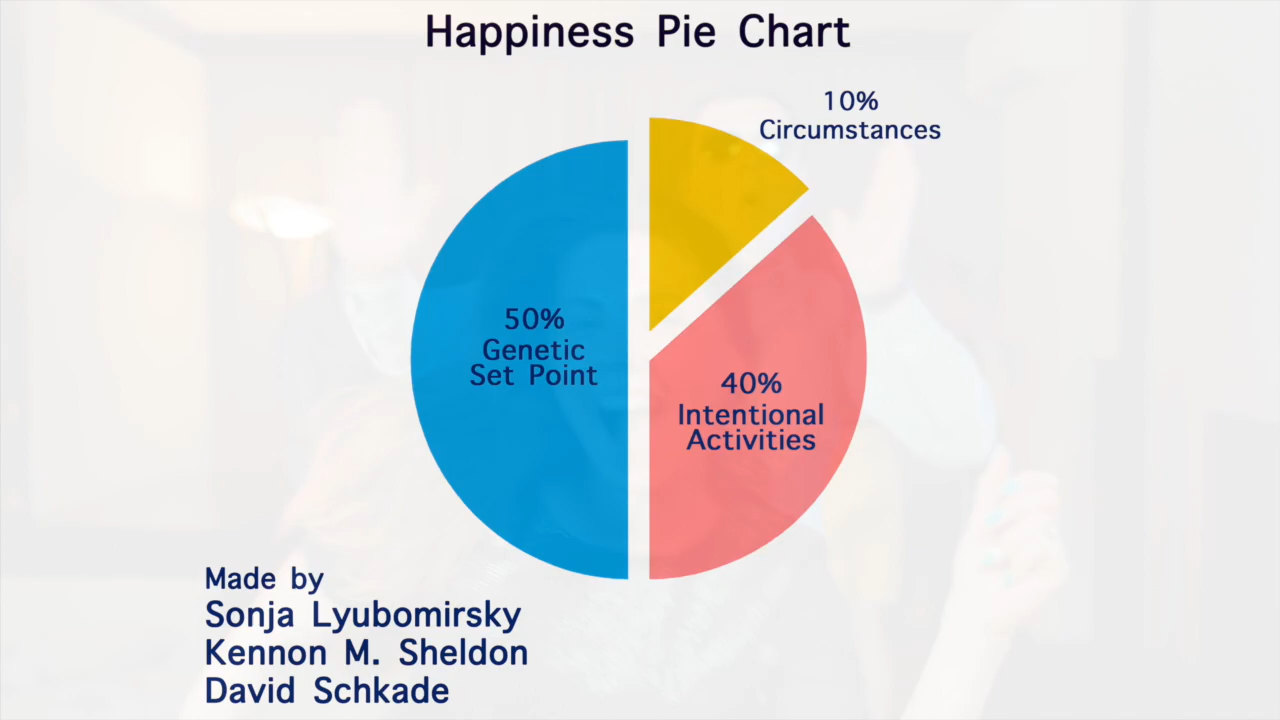 Happiness Pie Chart
10%
Circumstances
50%
Genetic
Set Point
40%
Intentional
Activities
Made by
Sonja Lyubomirsky
Kennon M. Sheldon
David Schkade